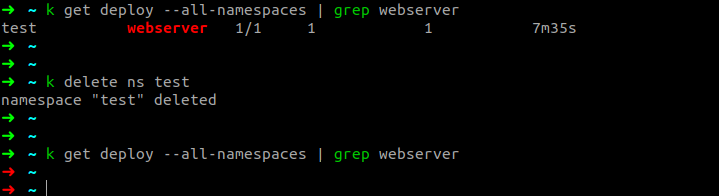 ➜ ~ k get deploy --all-namespaces | grep webserver
test webserver 1/1 1 1 7m35s
➜ ~
➜ ~
➜ ~ k delete ns test
namespace "test" deleted
➜ ~
➜ ~
➜ ~ k get deploy --all-namespaces | grep webserver
➜ ~
➜ ~